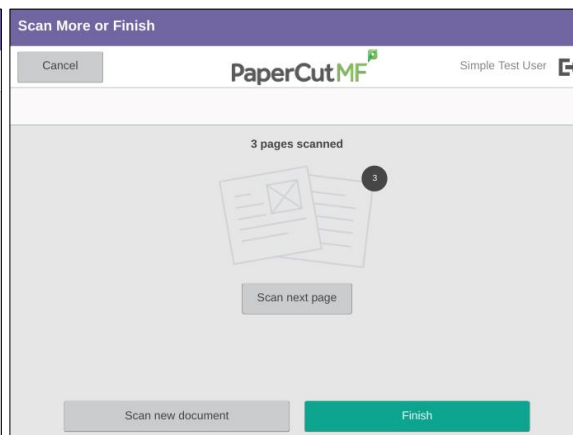 Scan More or Finish
Cancel
PaperCutMF
Simple Test User
3 pages scanned
3
Scan next page
Scan new document
Finish